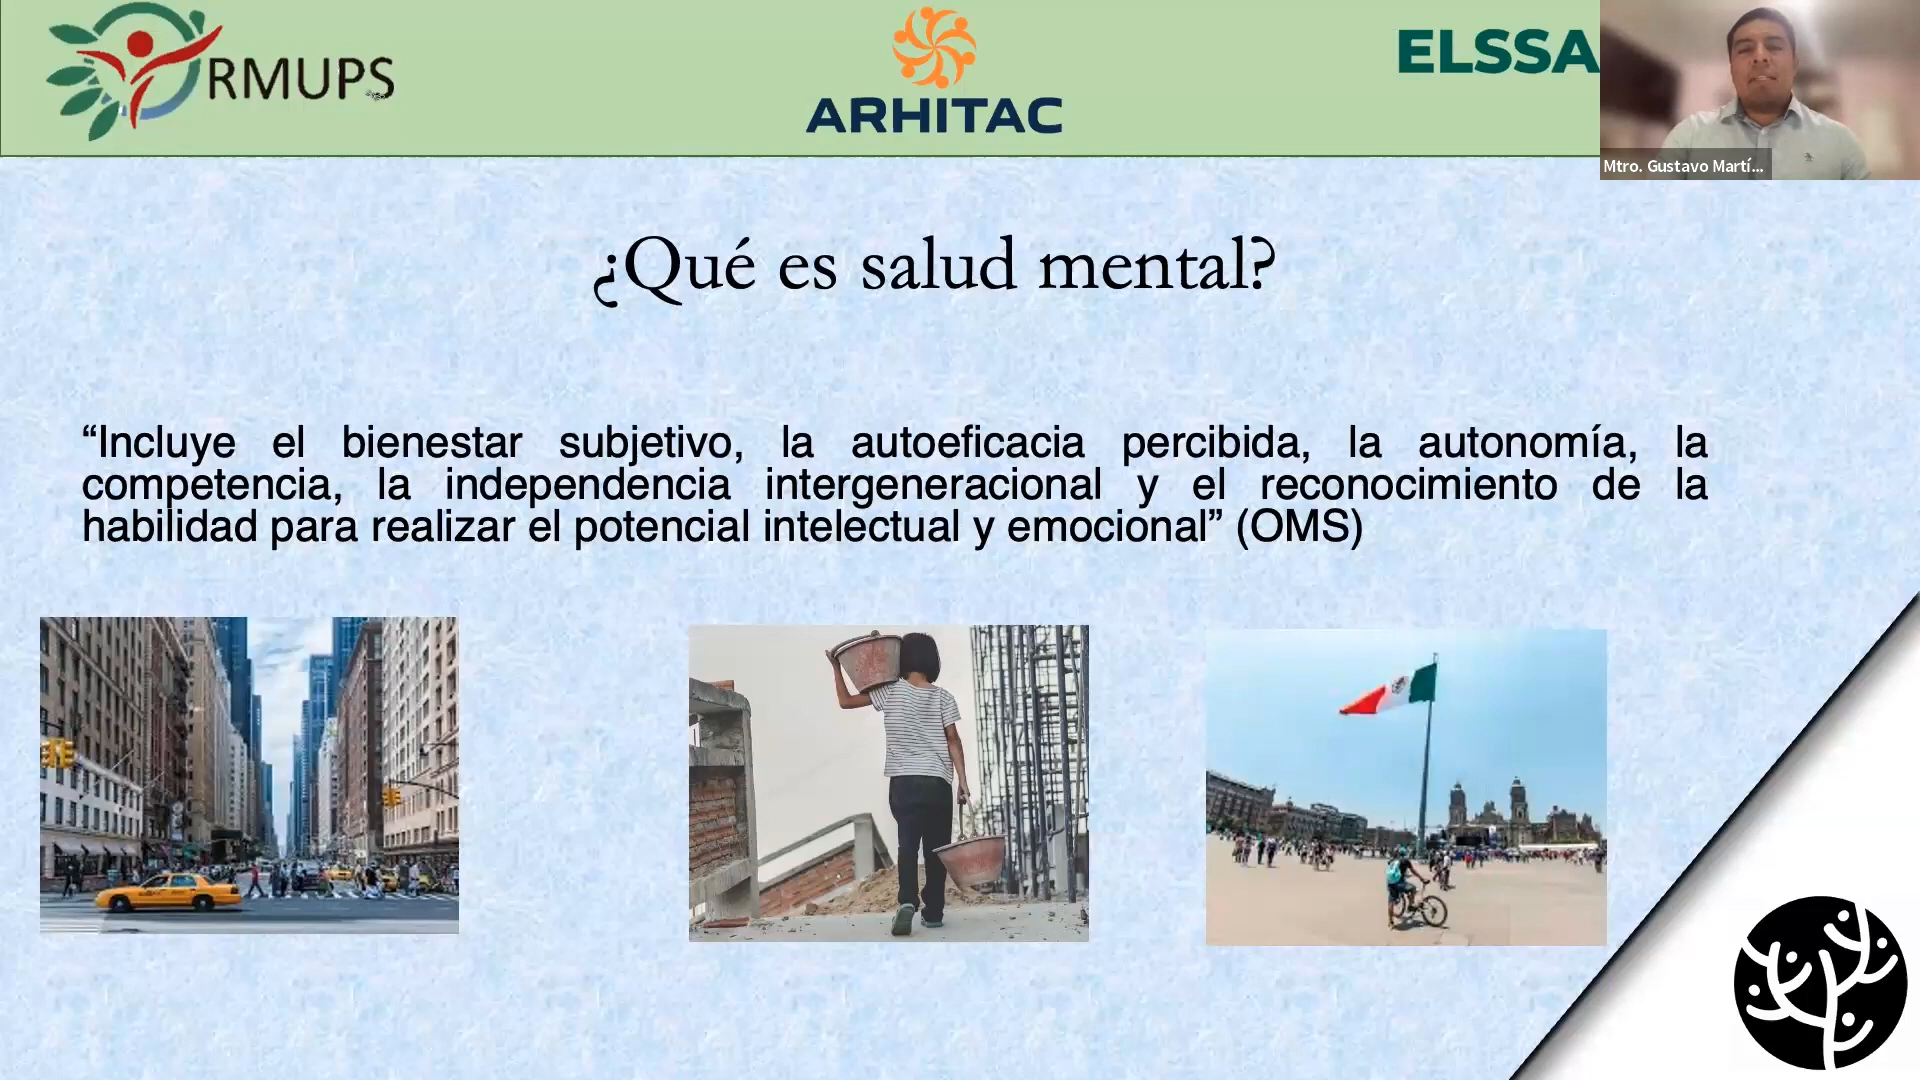 RMUPS
ARHITAC
ELSSA
Mtro. Gustavo Martí...
¿Qué es salud mental?
“Incluye el bienestar subjetivo, la autoeficacia percibida, la autonomía, la
competencia, la independencia intergeneracional y el reconocimiento de la
habilidad para realizar el potencial intelectual y emocional” (OMS)